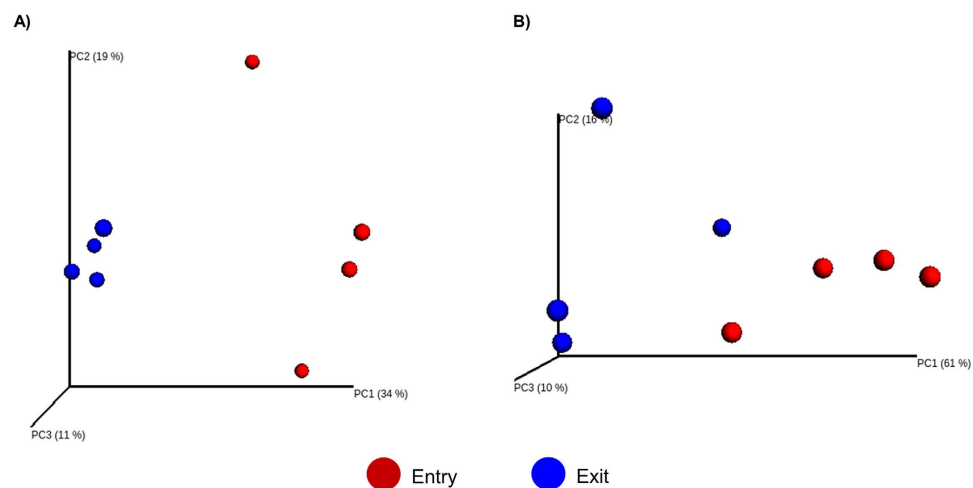 A)
B)
PC2 (19 %)
PC2 (16 %)
PC1 (61 %)
PC3 (10 %)
PC1 (34 %)
PC3 (11 %)
Entry
Exit